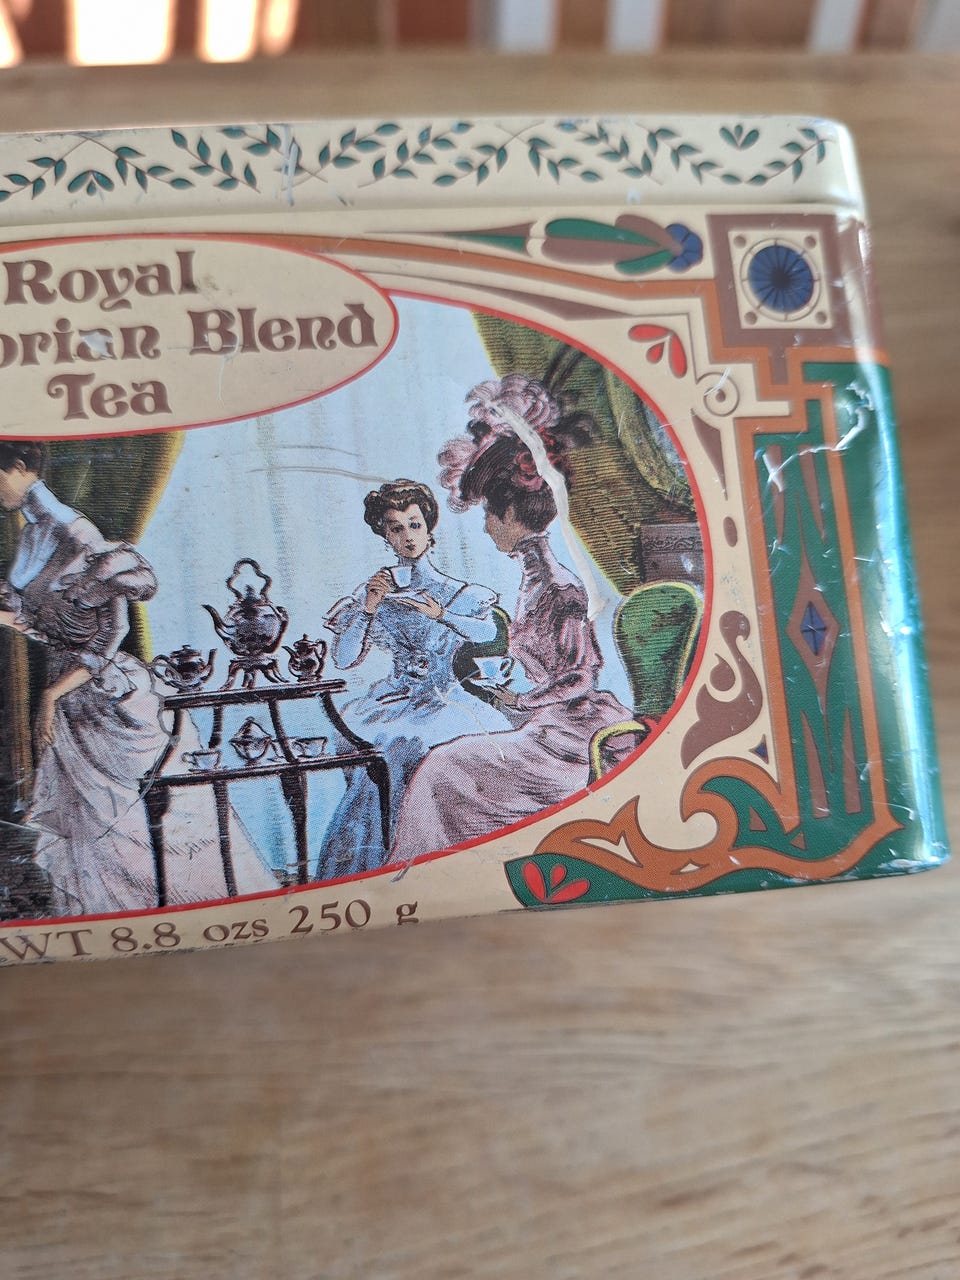 Royal
orian Blend
Tea
WT 8.8 ozs 250 g